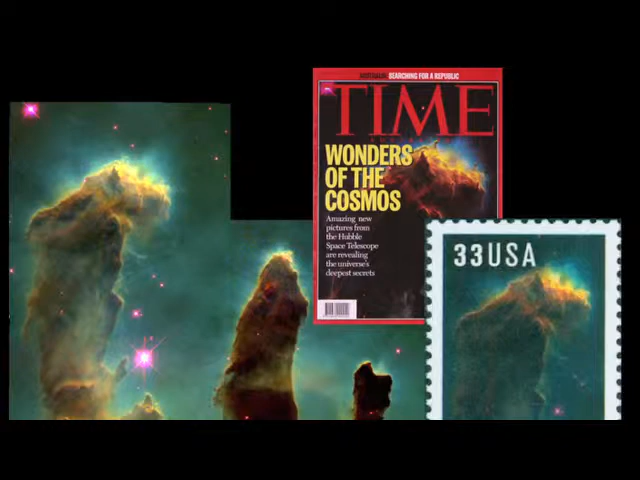 AUSTRALIA: SEARCHING FOR A REPUBLIC
TIME
WONDERS
OF THE
COSMOS
Amazing new
pictures from
the Hubble
Space Telescope
are revealing
the universe's
deepest secrets
33USA